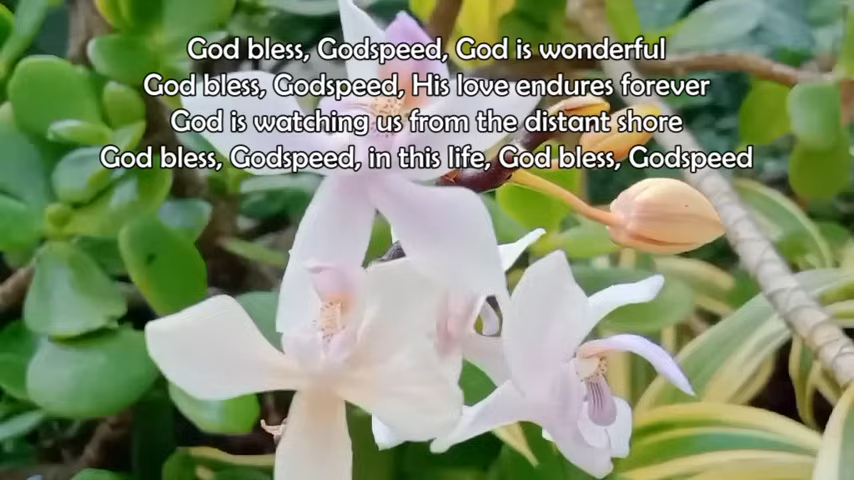 God bless, Godspeed, God is wonderful
God bless, Godspeed, His love endures forever
God is watching us from the distant shore
God bless, Godspeed, in this life, God bless, Godspeed